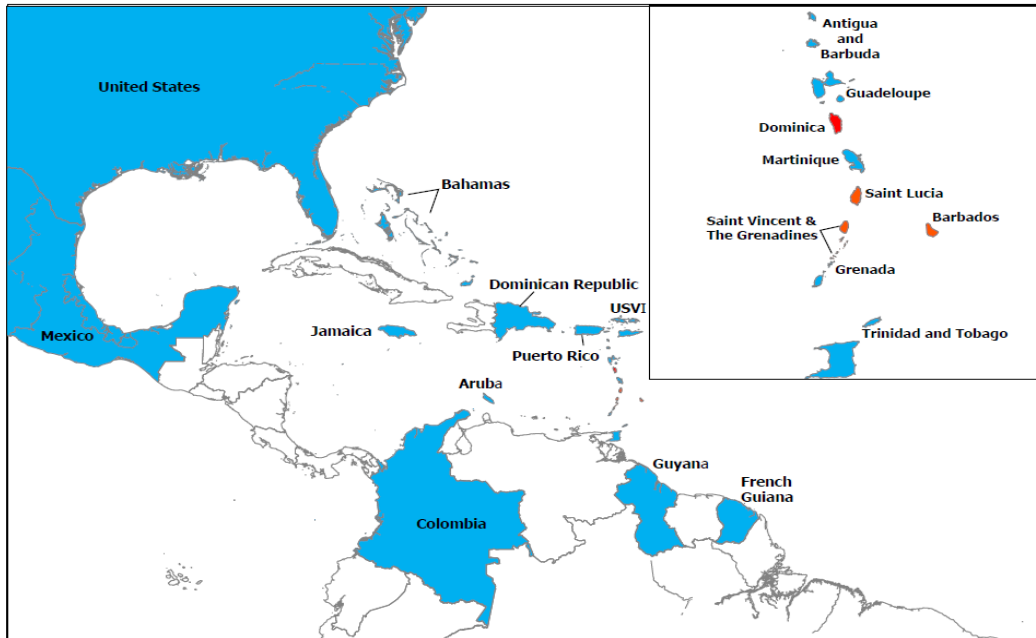 United States
Bahamas
Dominican Republic
Mexico
Jamaica
USVI
Puerto Rico
Aruba
Colombia
Guyana
French
Guiana
Antigua
and
Barbuda
Guadeloupe
Dominica
Martinique
Saint Lucia
Saint Vincent &
The Grenadines
Barbados
Grenada
Trinidad and Tobago